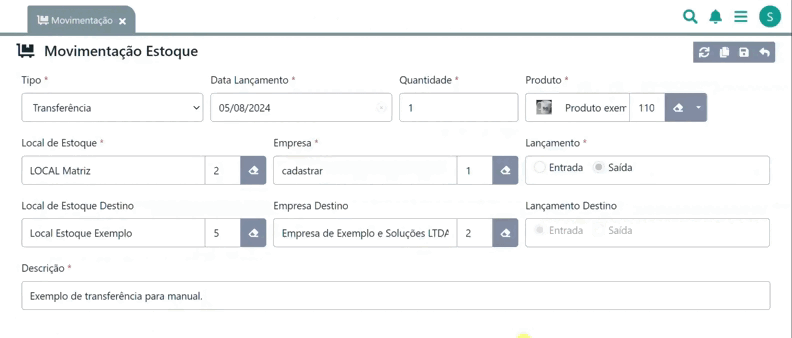 Movimentação
S
Movimentação Estoque
Tipo * Data Lançamento * Quantidade * Produto *
Transferência 05/08/2024 1 Produto exem 110
Local de Estoque * Empresa * Lançamento *
LOCAL Matriz 2 cadastrar 1 Entrada Saída
Local de Estoque Destino Empresa Destino Lançamento Destino
Local Estoque Exemplo 5 Empresa de Exemplo e Soluções LTDA 2 Entrada Saída
Descrição *
Exemplo de transferência para manual.